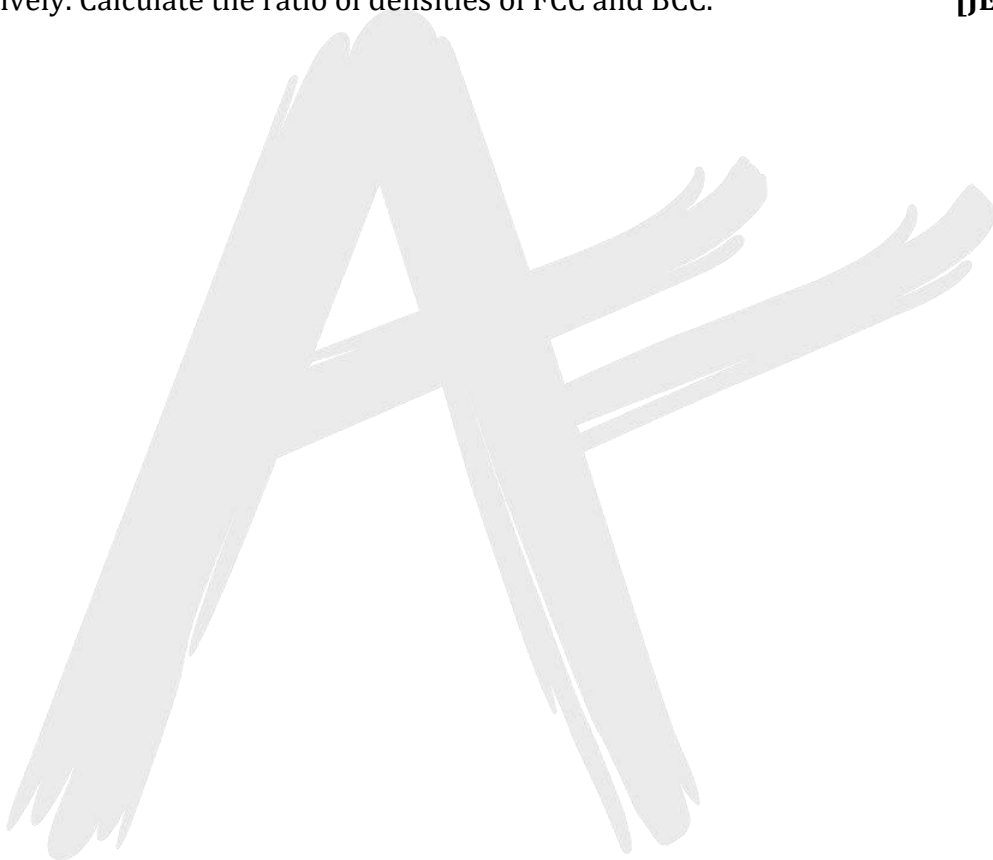 ively. Calculate the ratio of densities of FCC and BCC. [JE